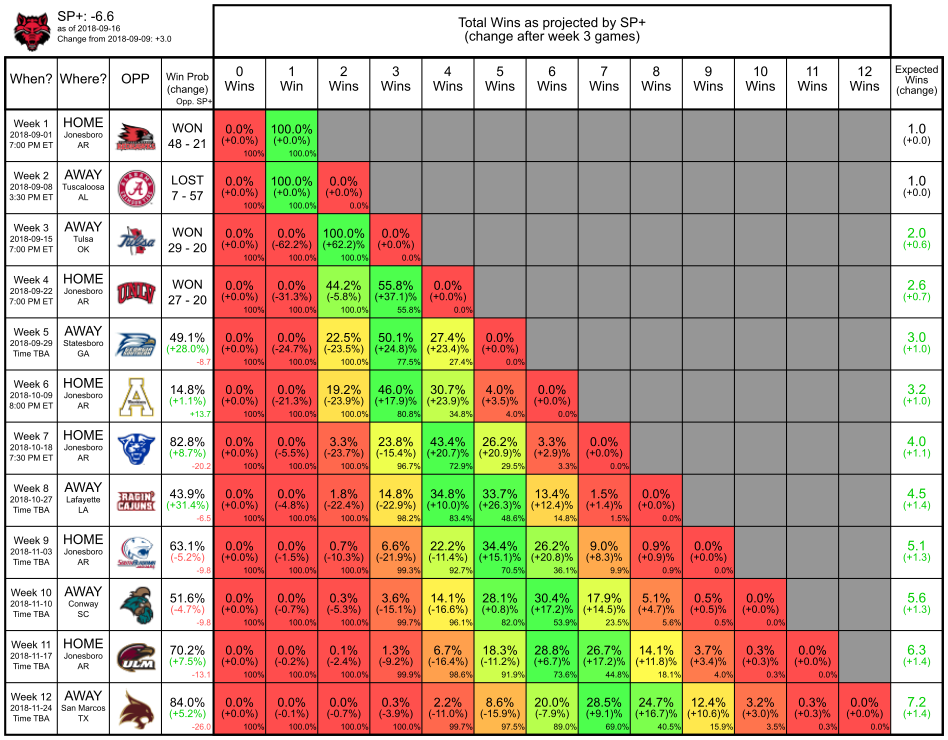 SP+: -6.6
as of 2018-09-16
Change from 2018-09-09: +3.0
Total Wins as projected by SP+
(change after week 3 games)
When? Where? OPP Win Prob (change) Opp. SP+ 0 Wins 1 Win 2 Wins 3 Wins 4 Wins 5 Wins 6 Wins 7 Wins 8 Wins 9 Wins 10 Wins 11 Wins 12 Wins Expected Wins (change)
Week 1 HOME WON 0.0% 100.0% 1.0
2018-09-01 Jonesboro (+0.0%) (+0.0%) (+0.0)
7:00 PM ET AR 48 - 21 100% 100.0%
Week 2 AWAY A LOST 0.0% 100.0% 0.0% 1.0
2018-09-08 Tuscaloosa (+0.0%) (+0.0%) (+0.0%) (+0.0)
3:30 PM ET AL 7 - 57 100% 100.0% 0.0%
Week 3 AWAY Tulsa WON 0.0% 0.0% 100.0% 0.0% 2.0
2018-09-15 Tulsa (+0.0%) (-62.2%) (+62.2)% (+0.0%) (+0.6)
7:00 PM ET OK 29 - 20 100% 100.0% 100.0% 0.0%
Week 4 HOME UNLV WON 0.0% 0.0% 44.2% 55.8% 0.0% 2.6
2018-09-22 Jonesboro (+0.0%) (-31.3%) (-5.8%) (+37.1)% (+0.0%) (+0.7)
7:00 PM ET AR 27 - 20 100% 100.0% 100.0% 55.8% 0.0%
Week 5 AWAY 49.1% 0.0% 0.0% 22.5% 50.1% 27.4% 0.0% 3.0
2018-09-29 Statesboro (+28.0%) (+0.0%) (-24.7%) (-23.5%) (+24.8)% (+23.4)% (+0.0%) (+1.0)
Time TBA GA -8.7 100% 100.0% 100.0% 77.5% 27.4% 0.0%
Week 6 HOME A 14.8% 0.0% 0.0% 19.2% 46.0% 30.7% 4.0% 0.0% 3.2
2018-10-09 Jonesboro (+1.1%) (+0.0%) (-21.3%) (-23.9%) (+17.9)% (+23.9)% (+3.5)% (+0.0%) (+1.0)
8:00 PM ET AR +13.7 100% 100.0% 100.0% 80.8% 34.8% 4.0% 0.0%
Week 7 HOME 82.8% 0.0% 0.0% 3.3% 23.8% 43.4% 26.2% 3.3% 0.0% 4.0
2018-10-18 Jonesboro (+8.7%) (+0.0%) (-5.5%) (-23.7%) (-15.4%) (+20.7)% (+20.9)% (+2.9)% (+0.0%) (+1.1)
7:30 PM ET AR -20.2 100% 100.0% 100.0% 96.7% 72.9% 29.5% 3.3% 0.0%
Week 8 AWAY RAGIN' CAJUNS 43.9% 0.0% 0.0% 1.8% 14.8% 34.8% 33.7% 13.4% 1.5% 0.0% 4.5
2018-10-27 Lafayette (+31.4%) (+0.0%) (-4.8%) (-22.4%) (-22.9%) (+10.0)% (+26.3)% (+12.4)% (+1.4)% (+0.0%) (+1.4)
Time TBA LA -6.5 100% 100.0% 100.0% 98.2% 83.4% 48.6% 14.8% 1.5% 0.0%
Week 9 HOME 63.1% 0.0% 0.0% 0.7% 6.6% 22.2% 34.4% 26.2% 9.0% 0.9% 0.0% 5.1
2018-11-03 Jonesboro (-5.2%) (+0.0%) (-1.5%) (-10.3%) (-21.9%) (-11.4%) (+15.1)% (+20.8)% (+8.3)% (+0.9)% (+0.0%) (+1.3)
Time TBA AR -9.8 100% 100.0% 100.0% 99.3% 92.7% 70.5% 36.1% 9.9% 0.9% 0.0%
Week 10 AWAY 51.6% 0.0% 0.0% 0.3% 3.6% 14.1% 28.1% 30.4% 17.9% 5.1% 0.5% 0.0% 5.6
2018-11-10 Conway (-4.7%) (+0.0%) (-0.7%) (-5.3%) (-15.1%) (-16.6%) (+0.8)% (+17.2)% (+14.5)% (+4.7)% (+0.5)% (+0.0%) (+1.3)
Time TBA SC -9.8 100% 100.0% 100.0% 99.7% 96.1% 82.0% 53.9% 23.5% 5.6% 0.5% 0.0%
Week 11 HOME ULM 70.2% 0.0% 0.0% 0.1% 1.3% 6.7% 18.3% 28.8% 26.7% 14.1% 3.7% 0.3% 0.0% 6.3
2018-11-17 Jonesboro (+7.5%) (+0.0%) (-0.2%) (-2.4%) (-9.2%) (-16.4%) (-11.2%) (+6.7)% (+17.2)% (+11.8)% (+3.4)% (+0.3)% (+0.0%) (+1.4)
Time TBA AR -13.1 100% 100.0% 100.0% 99.9% 98.6% 91.9% 73.6% 44.8% 18.1% 4.0% 0.3% 0.0%
Week 12 AWAY 84.0% 0.0% 0.0% 0.0% 0.3% 2.2% 8.6% 20.0% 28.5% 24.7% 12.4% 3.2% 0.3% 0.0% 7.2
2018-11-24 San Marcos (+5.2%) (+0.0%) (-0.1%) (-0.7%) (-3.9%) (-11.0%) (-15.9%) (-7.9%) (+9.1)% (+16.7)% (+10.6)% (+3.0)% (+0.3)% (+0.0%) (+1.4)
Time TBA TX -26.0 100% 100.0% 100.0% 100.0% 99.7% 97.5% 89.0% 69.0% 40.5% 15.9% 3.5% 0.3% 0.0%